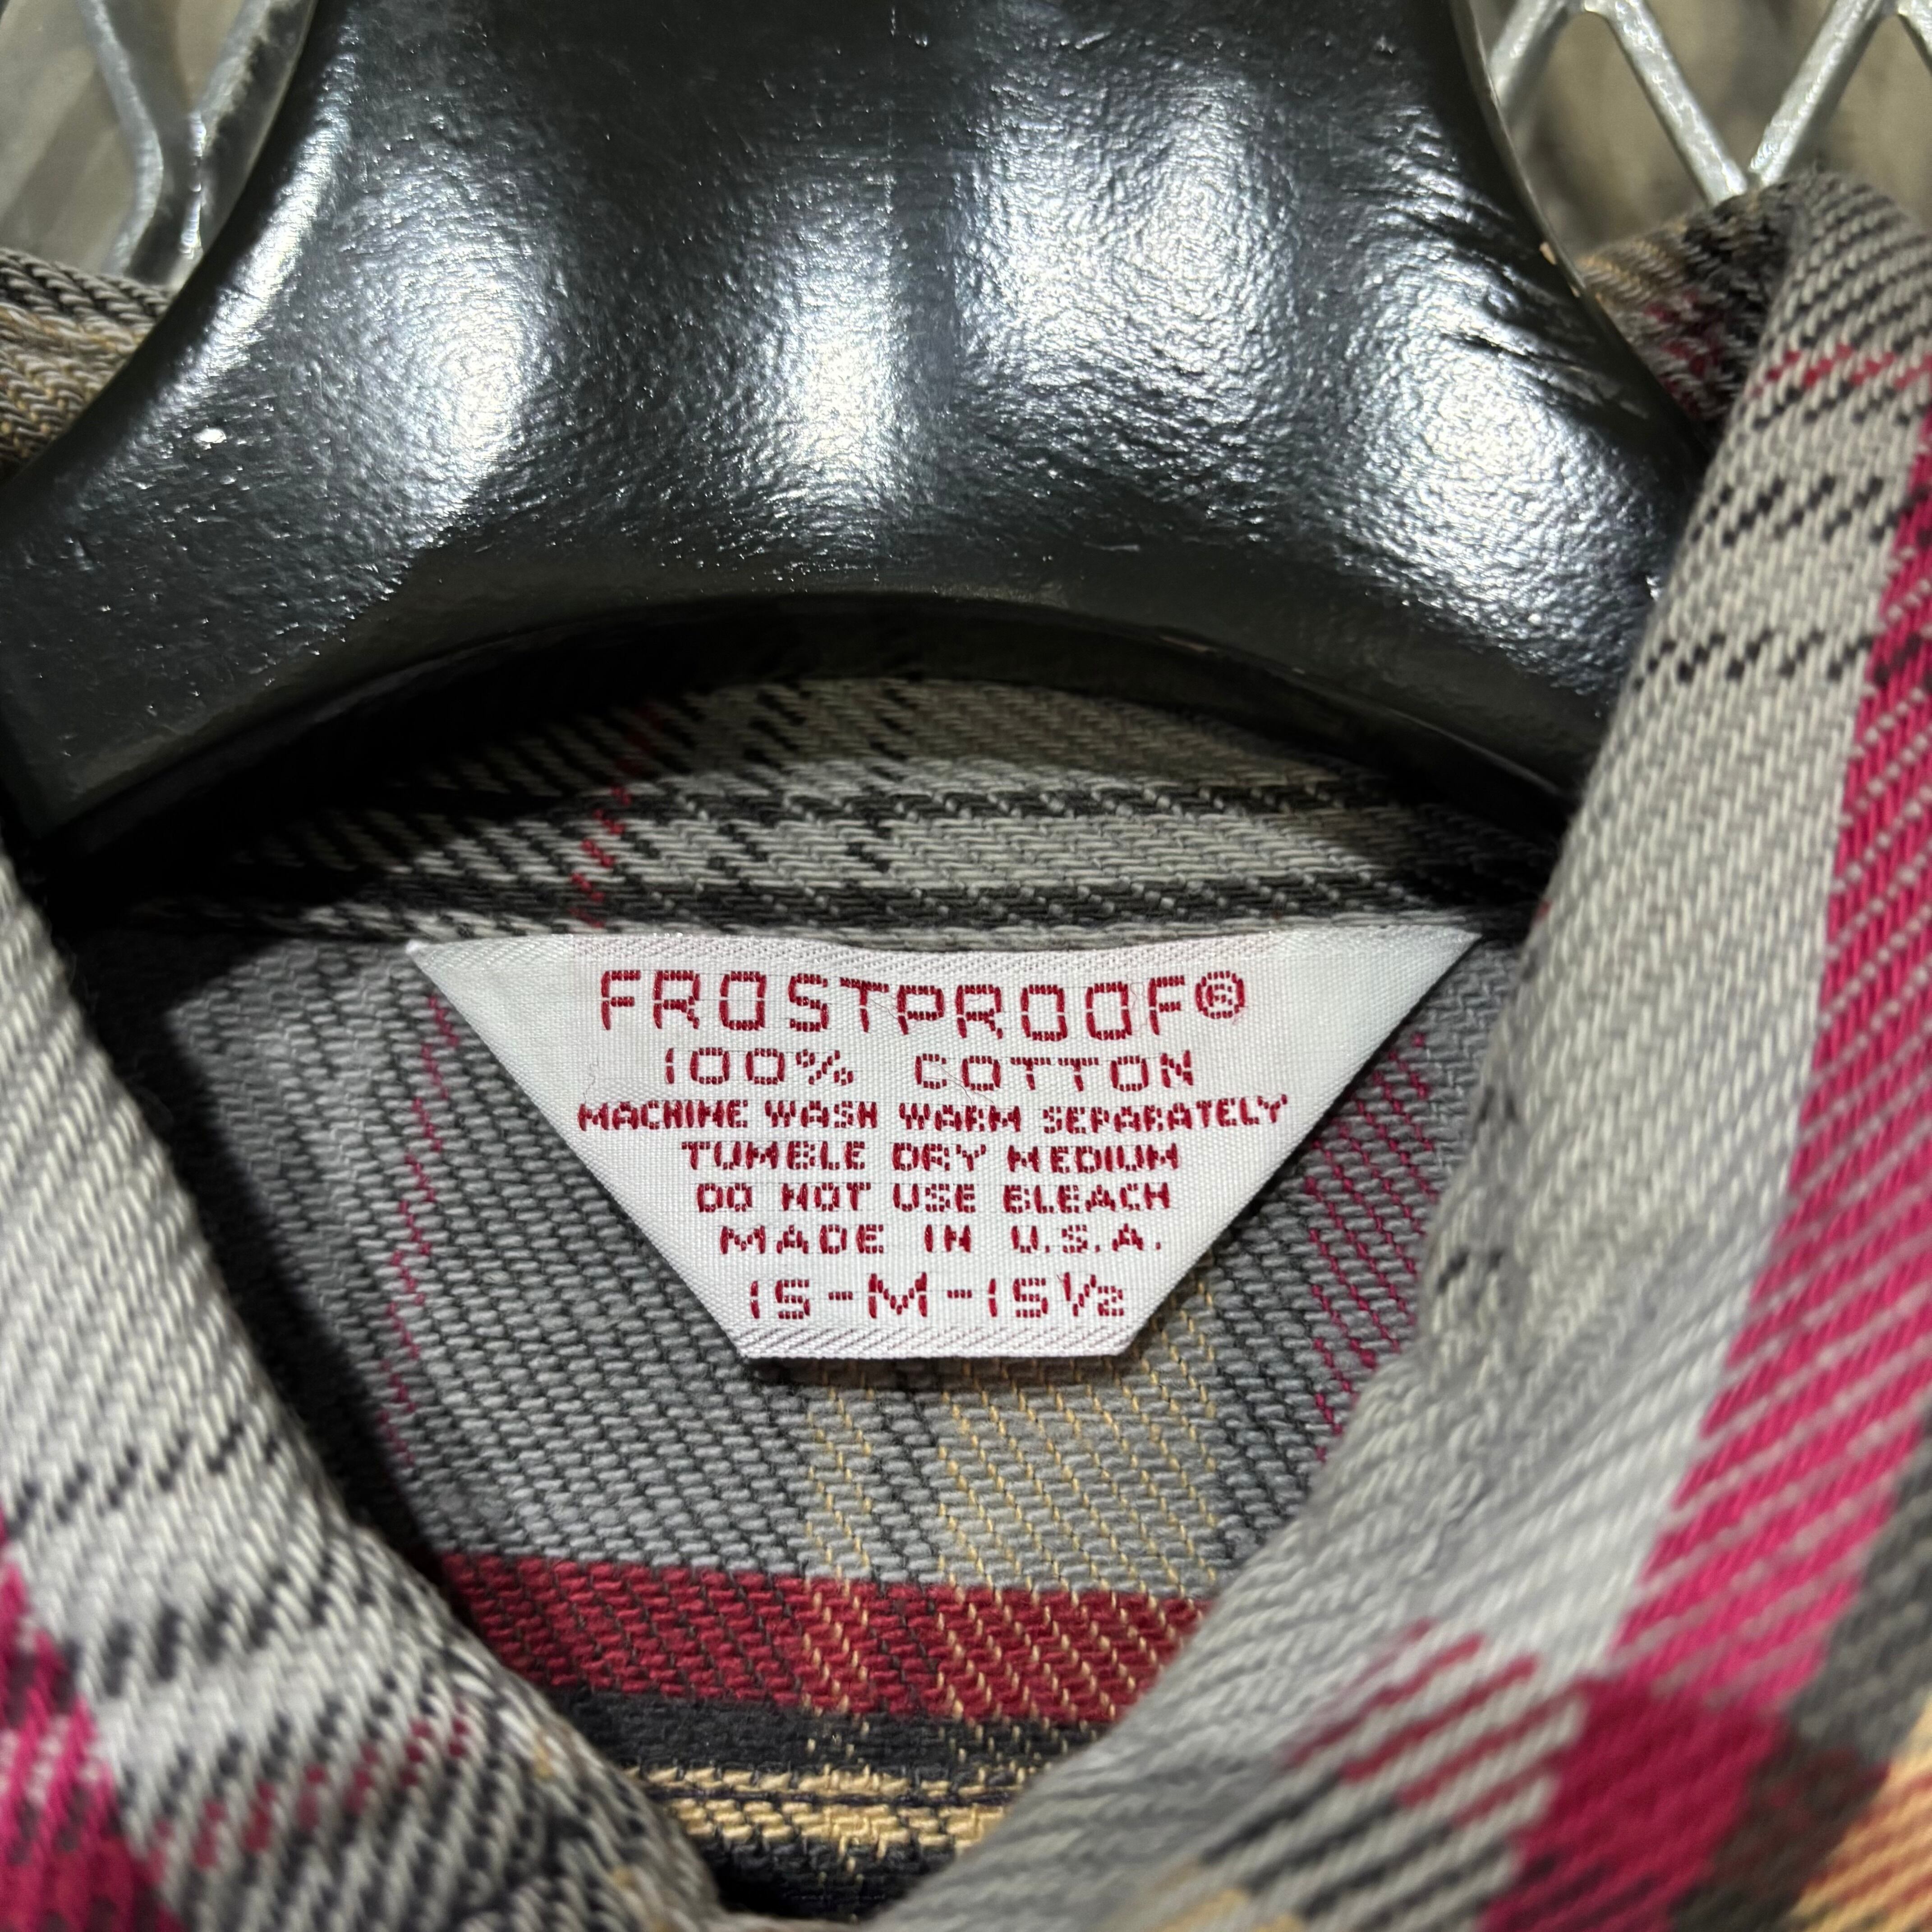 FROSTPROOF®
100% COTTON
MACHINE WASH WARM SEPARATELY
TUMBLE DRY MEDIUM
DO NOT USE BLEACH
MADE IN U.S.A.
15-M-15½